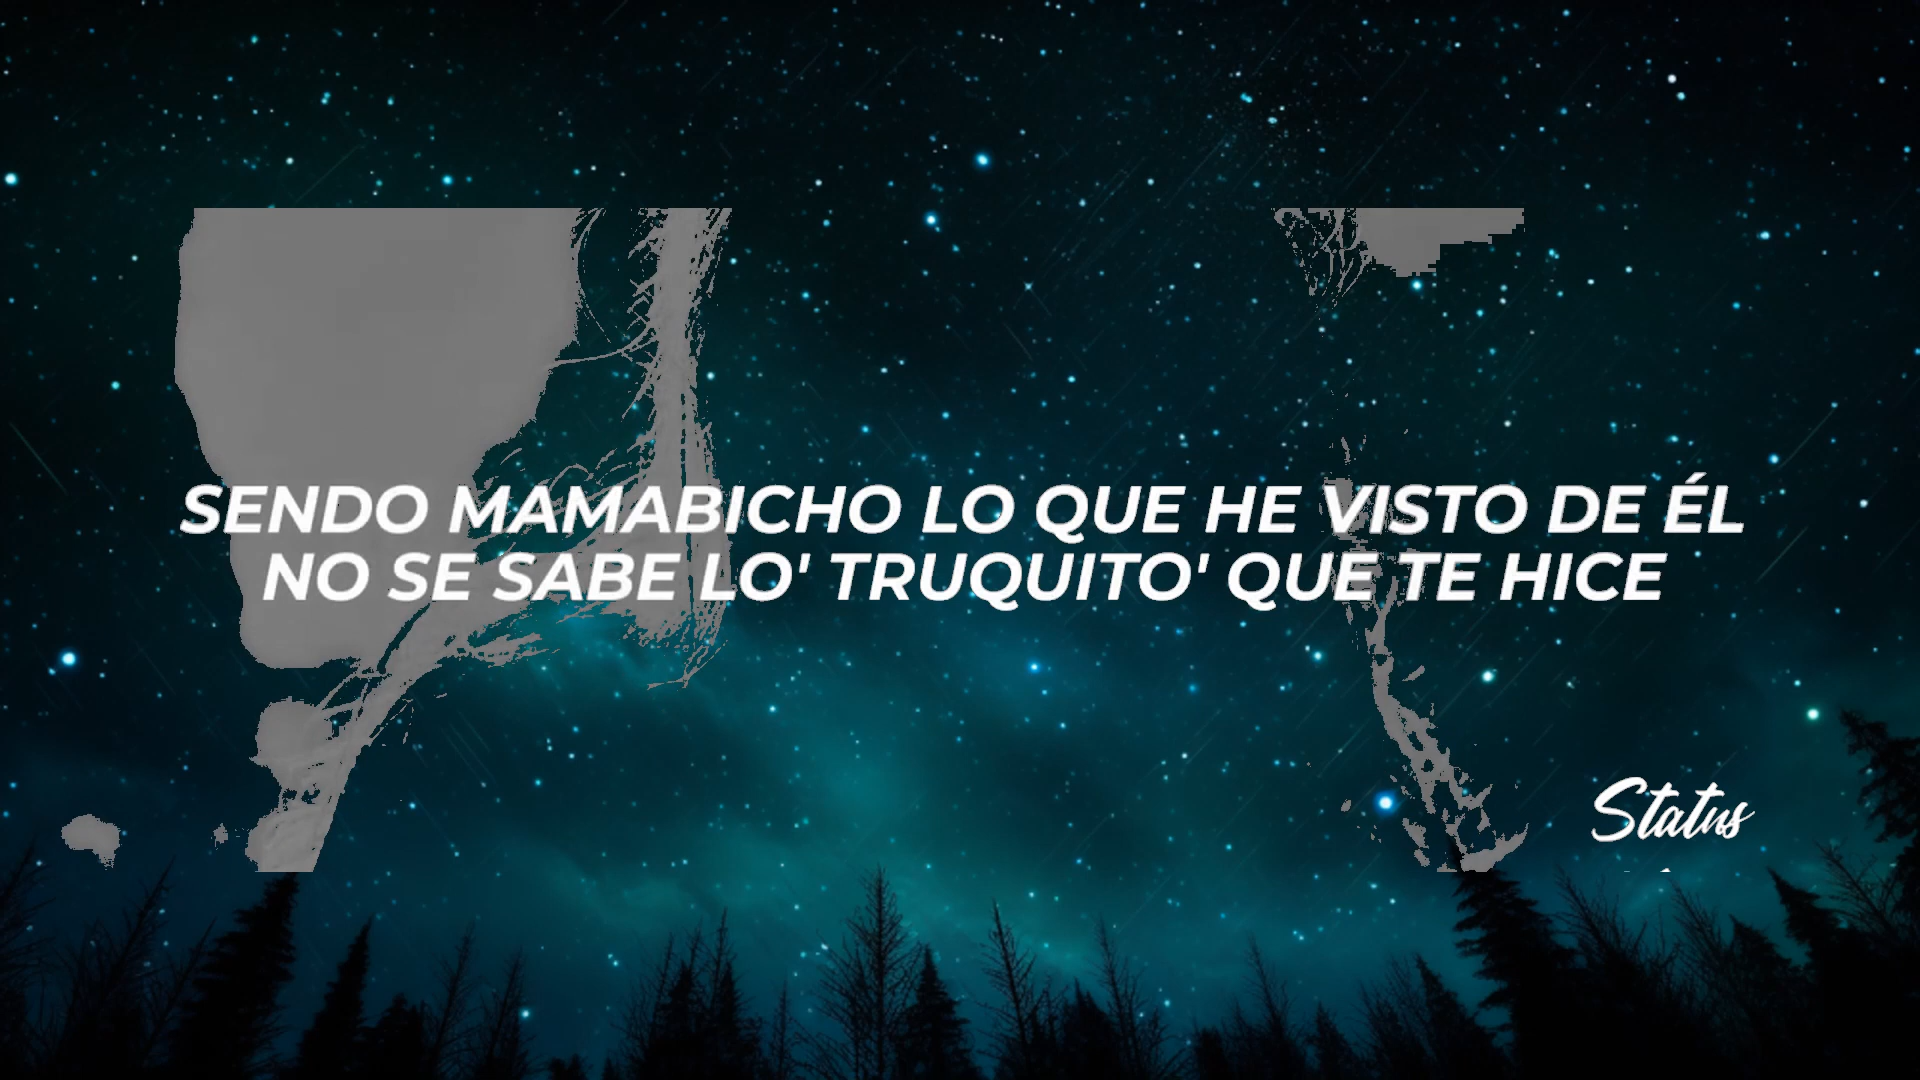 SENDO MAMABICHO LO QUE HE VISTO DE ÉL
NO SE SABE LO' TRUQUITO' QUE TE HICE
Status